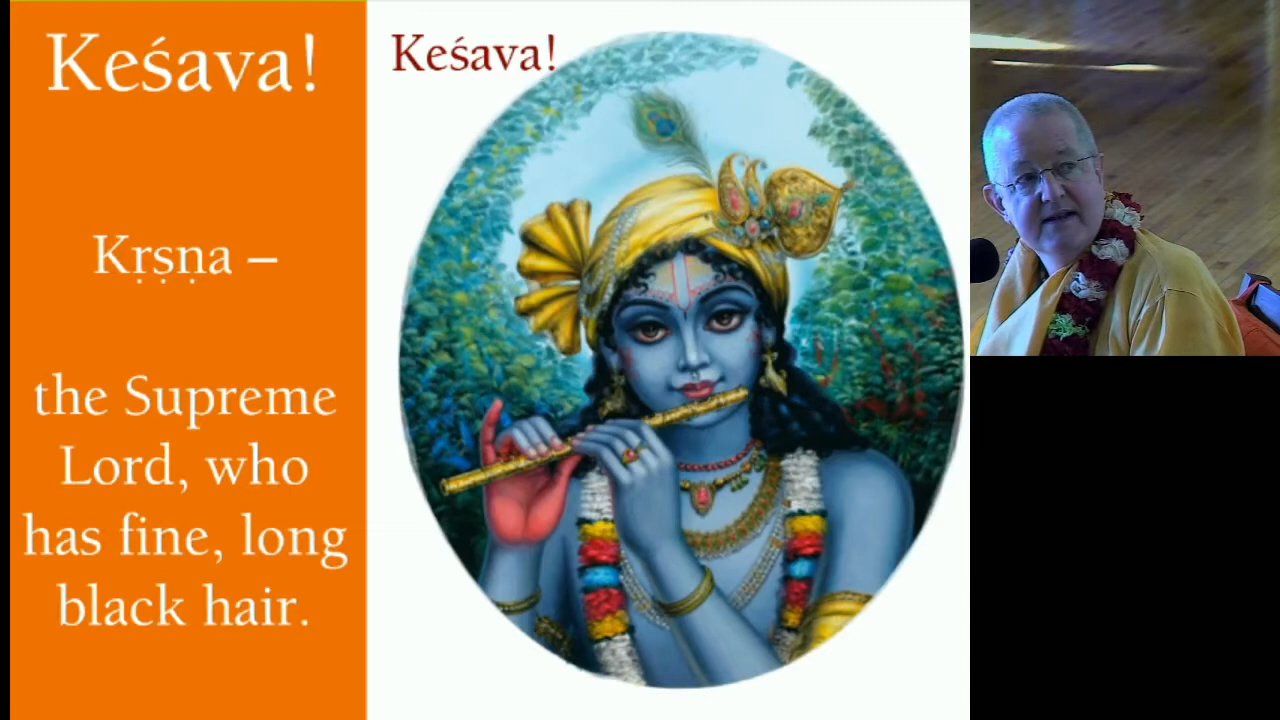 Keśava!
Kṛṣṇa –
the Supreme
Lord, who
has fine, long
black hair.
Keśava!